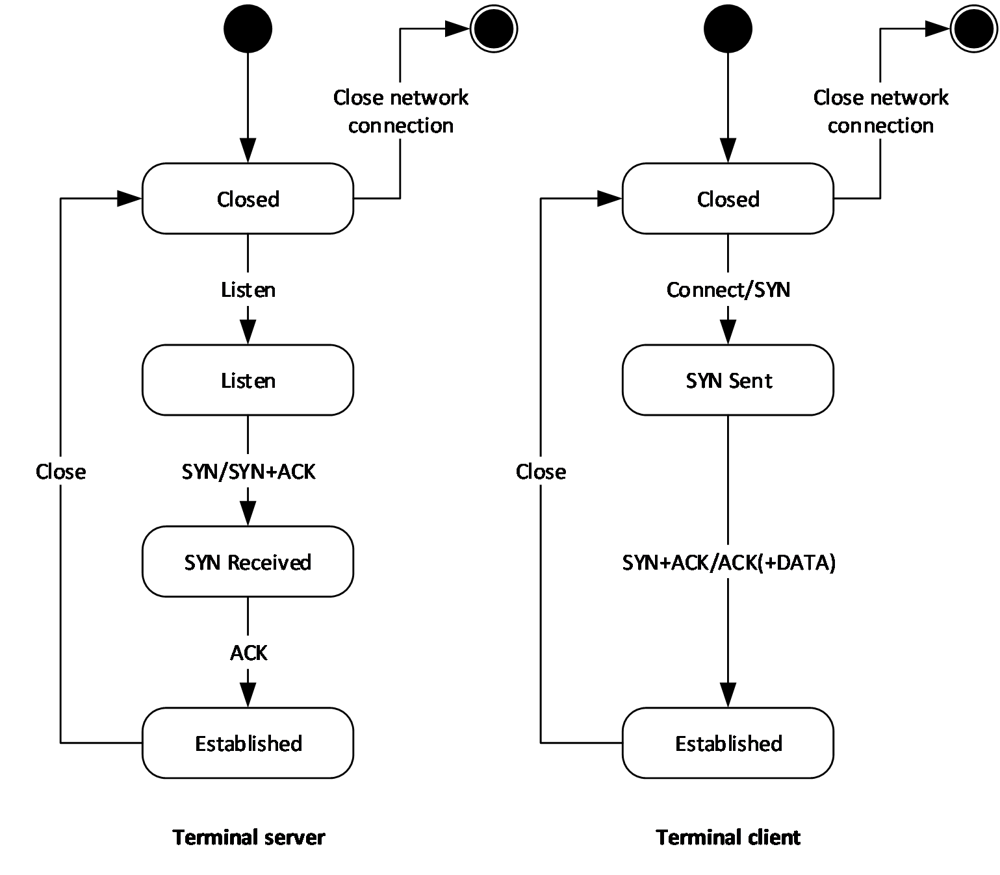 Close network
connection
Closed
Listen
Listen
Close
SYN/SYN+ACK
SYN Received
ACK
Established
Terminal server
Close network
connection
Closed
Connect/SYN
SYN Sent
Close
SYN+ACK/ACK(+DATA)
Established
Terminal client